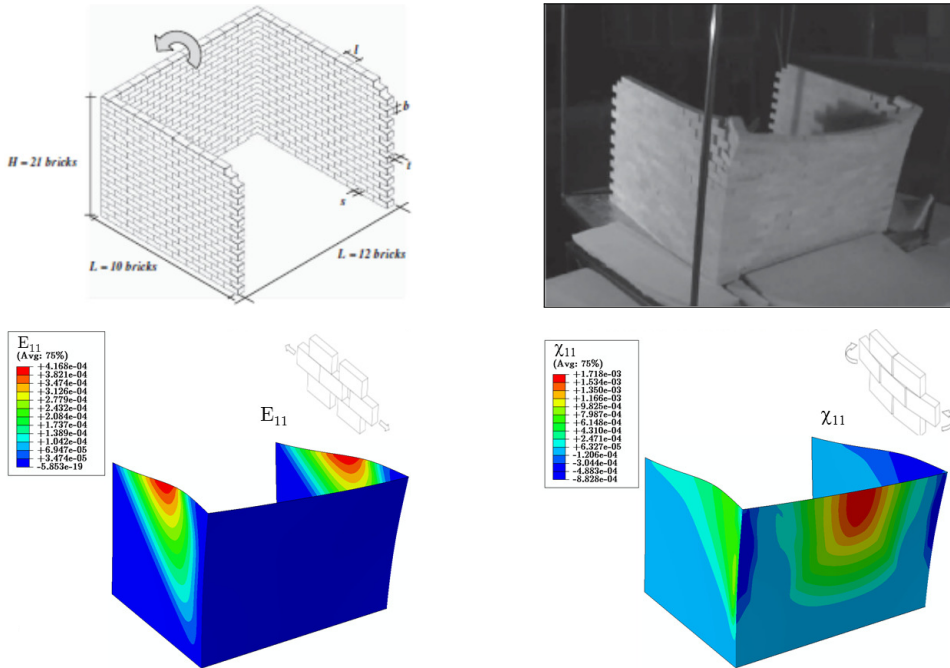 l
b
H = 21 bricks
t
s
L = 10 bricks
L = 12 bricks
E11
(Avg: 75%)
+4.168e-04
+3.821e-04
+3.474e-04
+3.126e-04
+2.779e-04
+2.432e-04
+2.084e-04
+1.737e-04
+1.389e-04
+1.042e-04
+6.947e-05
+3.474e-05
-5.853e-19
E11
χ11
(Avg: 75%)
+1.718e-03
+1.534e-03
+1.350e-03
+1.166e-03
+9.825e-04
+7.987e-04
+6.148e-04
+4.310e-04
+2.471e-04
+6.327e-05
-1.206e-04
-3.044e-04
-4.883e-04
-8.828e-04
χ11